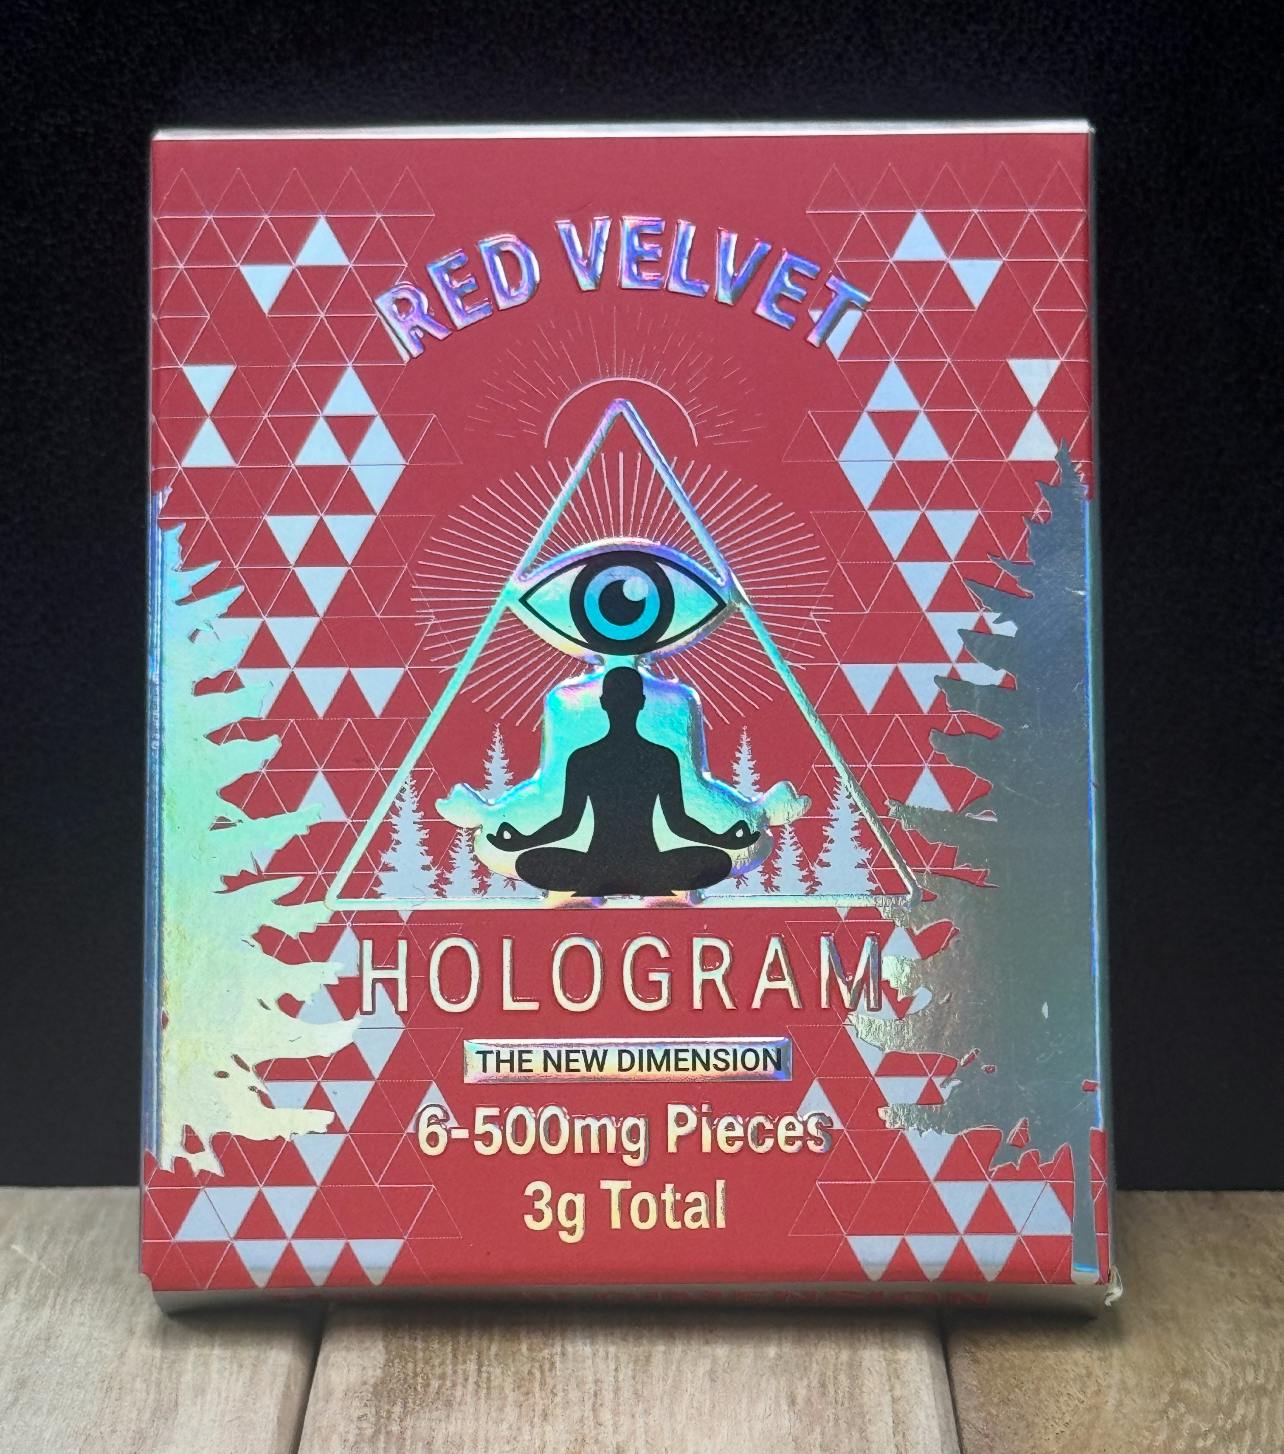 RED VELVET
HOLOGRAM
THE NEW DIMENSION
6-500mg Pieces
3g Total